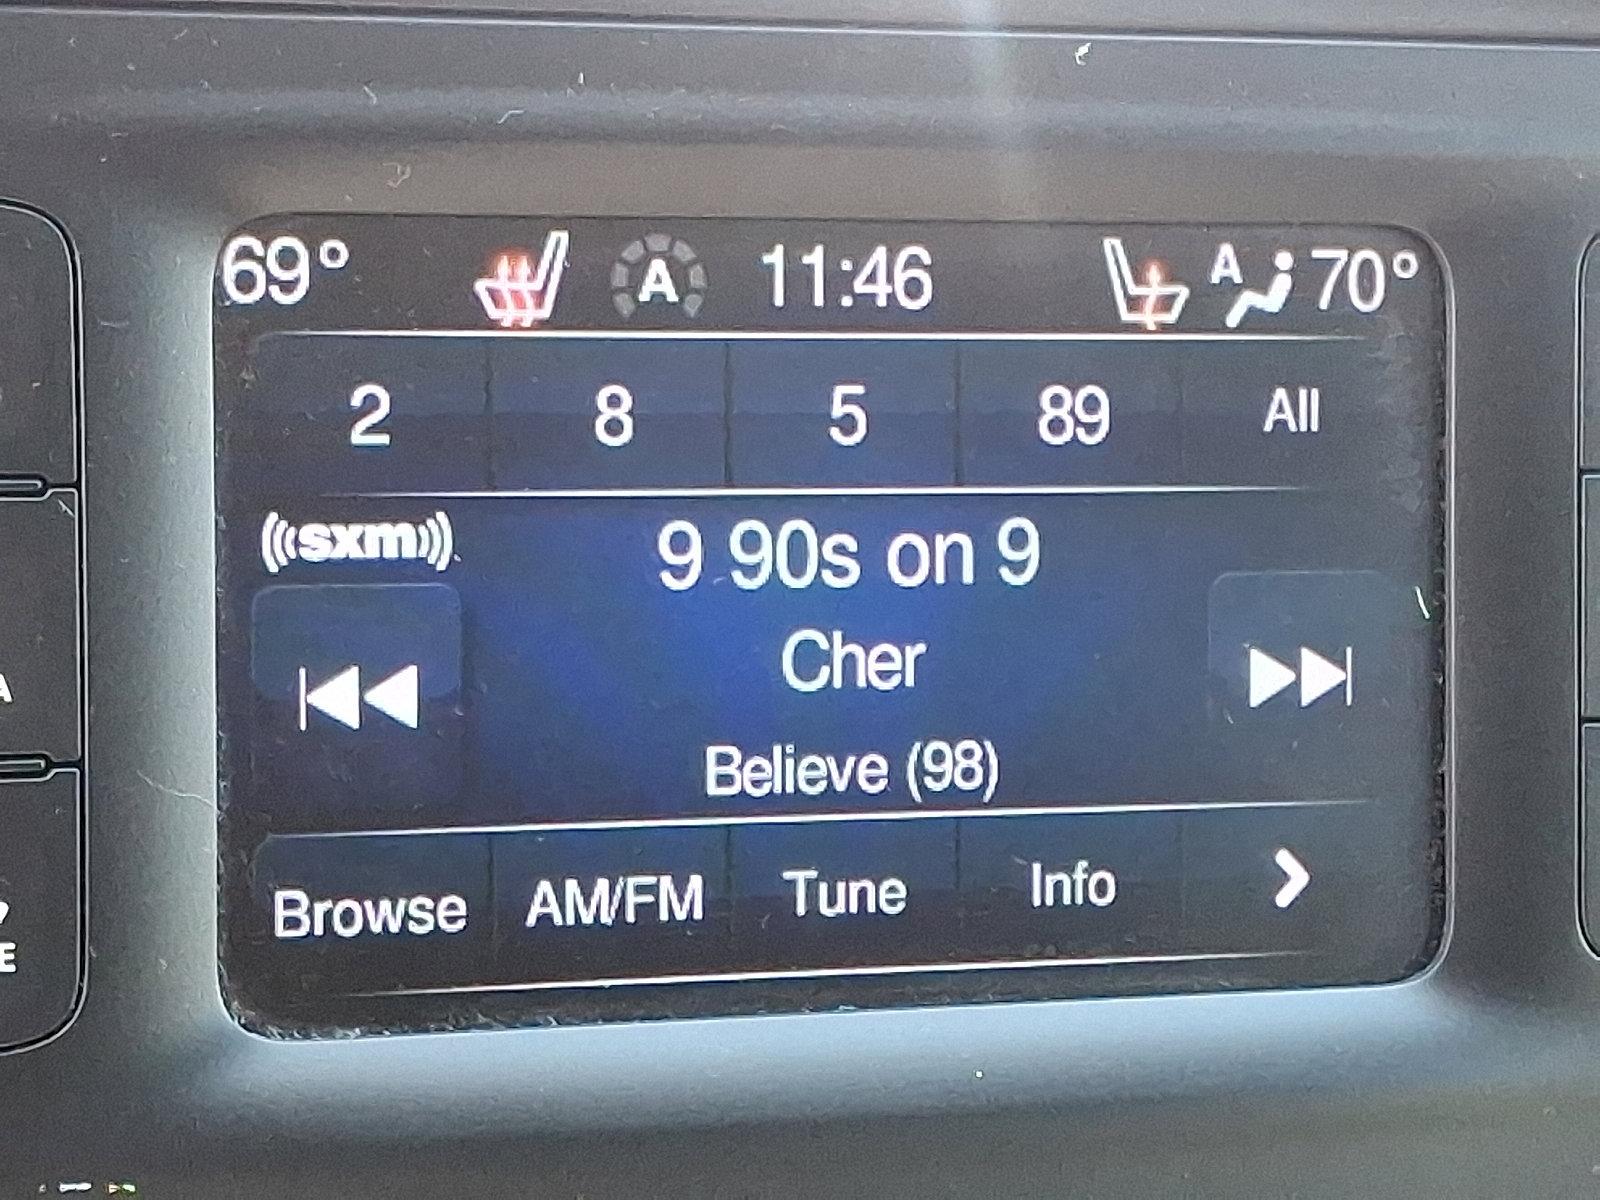 69° A 11:46 A 70°
2 8 5 89 All
sxm 9 90s on 9
Cher
Believe (98)
Browse AM/FM Tune Info
A
E